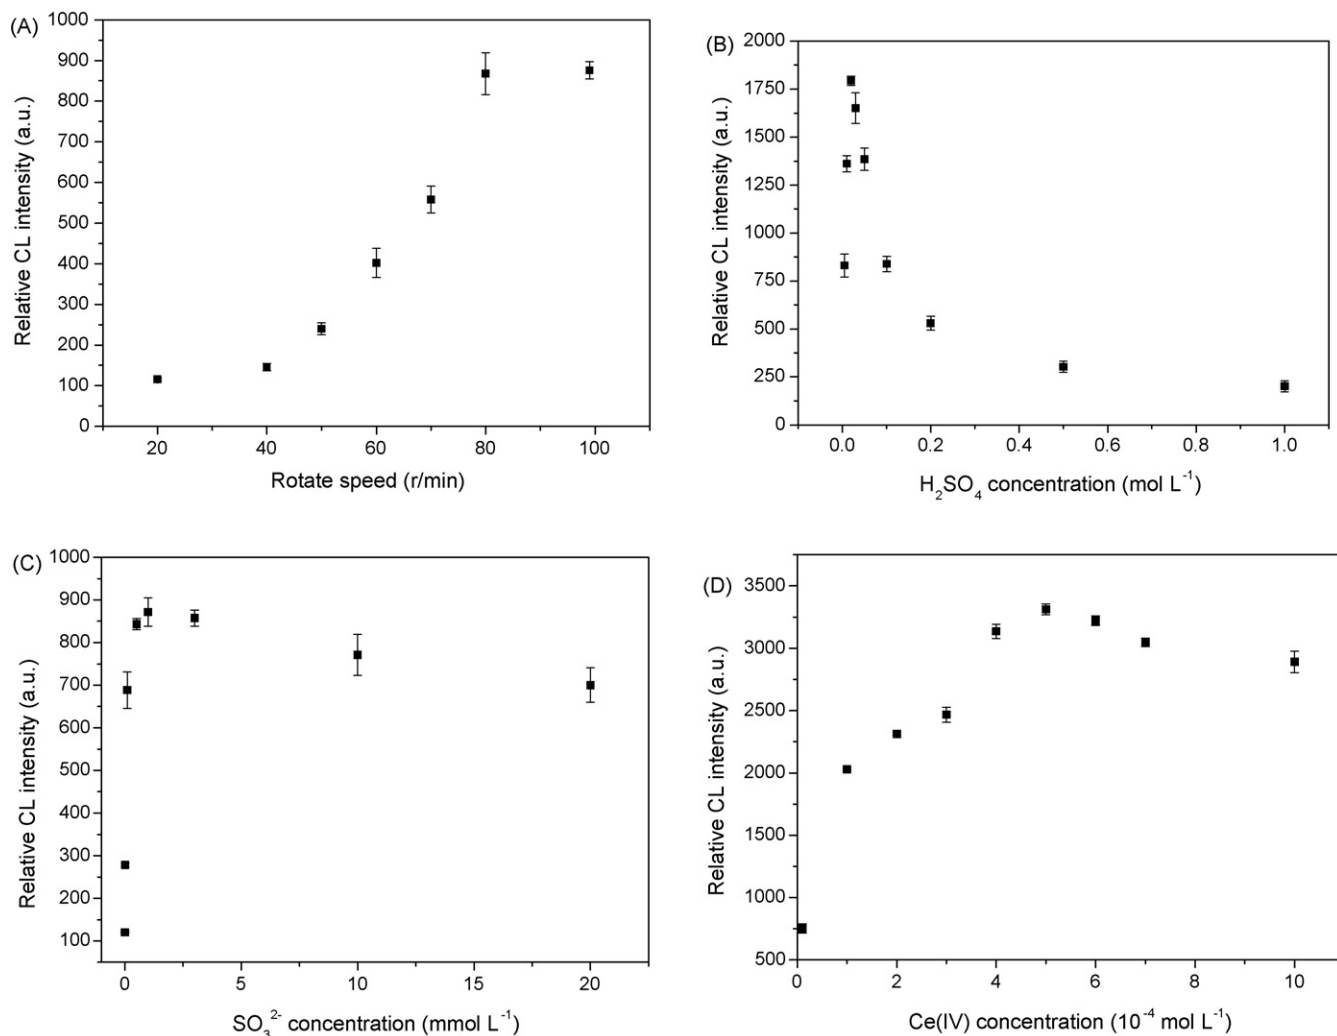 (A)
1000
900
800
700
600
500
400
300
200
100
0
Relative CL intensity (a.u.)
20 40 60 80 100
Rotate speed (r/min)
(B)
2000
1750
1500
1250
1000
750
500
250
0
Relative CL intensity (a.u.)
0.0 0.2 0.4 0.6 0.8 1.0
H₂SO₄ concentration (mol L⁻¹)
(C)
1000
900
800
700
600
500
400
300
200
100
Relative CL intensity (a.u.)
0 5 10 15 20
SO₃²⁻ concentration (mmol L⁻¹)
(D)
3500
3000
2500
2000
1500
1000
500
Relative CL intensity (a.u.)
0 2 4 6 8 10
Ce(IV) concentration (10⁻⁴ mol L⁻¹)